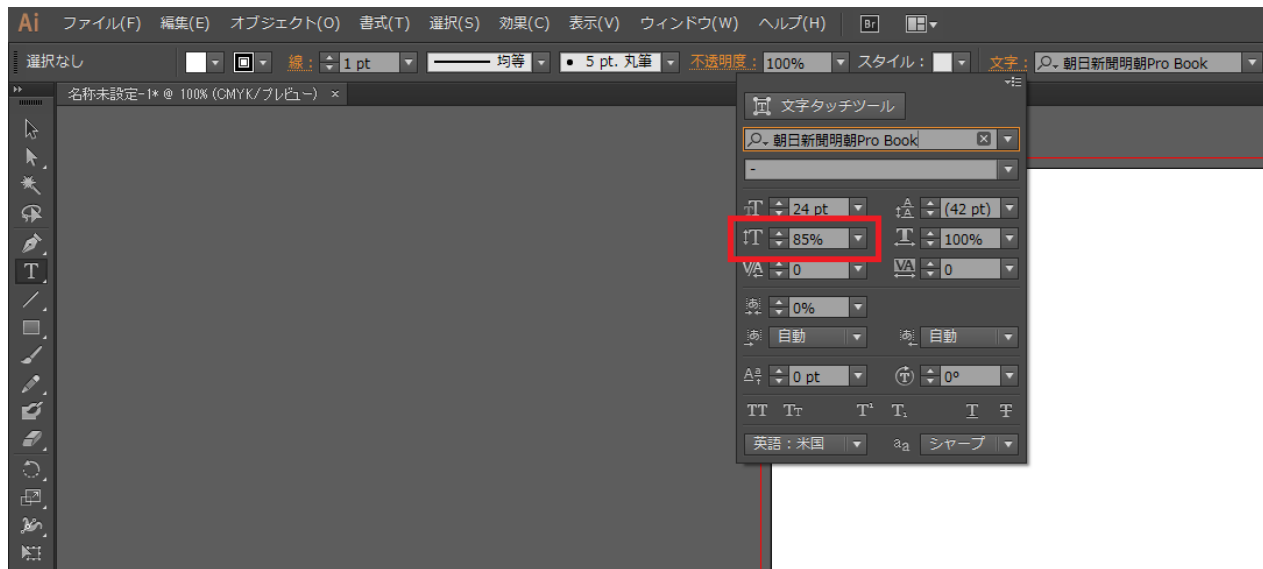 Ai ファイル(F) 編集(E) オブジェクト(O) 書式(T) 選択(S) 効果(C) 表示(V) ウィンドウ(W) ヘルプ(H) Br
選択なし 線: 1 pt 均等 5 pt. 丸筆 不透明度: 100% スタイル: 文字: 朝日新聞明朝Pro Book
名称未設定-1* @ 100% (CMYK/プレビュー) ×
文字タッチツール
朝日新聞明朝Pro Book
-
24 pt (42 pt)
85% 100%
0 0
0%
自動 自動
0 pt 0°
TT Tт T¹ T₁ T T
英語:米国 aa シャープ